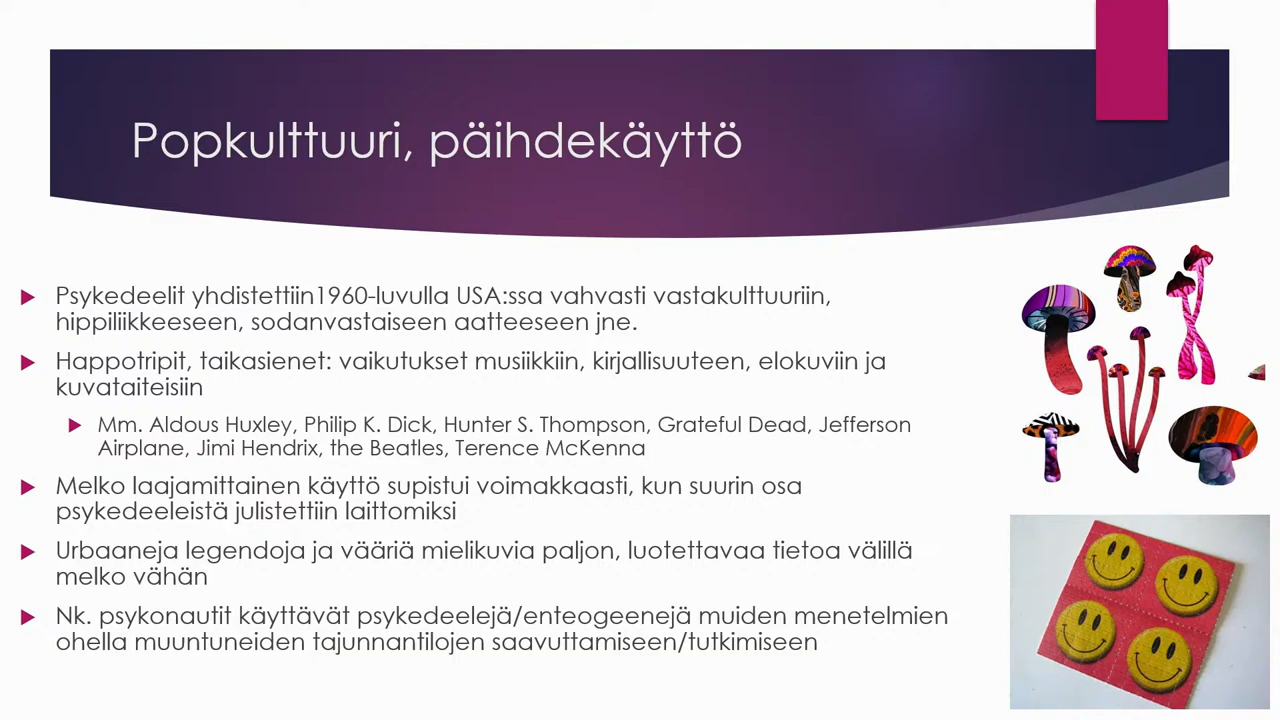 Popkulttuuri, päihdekäyttö
Psykedeelit yhdistettiin1960-luvulla USA:ssa vahvasti vastakulttuuriin,
hippiliikkeeseen, sodanvastaiseen aatteeseen jne.
Happotripit, taikasienet: vaikutukset musiikkiin, kirjallisuuteen, elokuviin ja
kuvataiteisiin
Mm. Aldous Huxley, Philip K. Dick, Hunter S. Thompson, Grateful Dead, Jefferson
Airplane, Jimi Hendrix, the Beatles, Terence McKenna
Melko laajamittainen käyttö supistui voimakkaasti, kun suurin osa
psykedeeleistä julistettiin laittomiksi
Urbaaneja legendoja ja vääriä mielikuvia paljon, luotettavaa tietoa välillä
melko vähän
Nk. psykonautit käyttävät psykedeelejä/enteogeenejä muiden menetelmien
ohella muuntuneiden tajunnantilojen saavuttamiseen/tutkimiseen